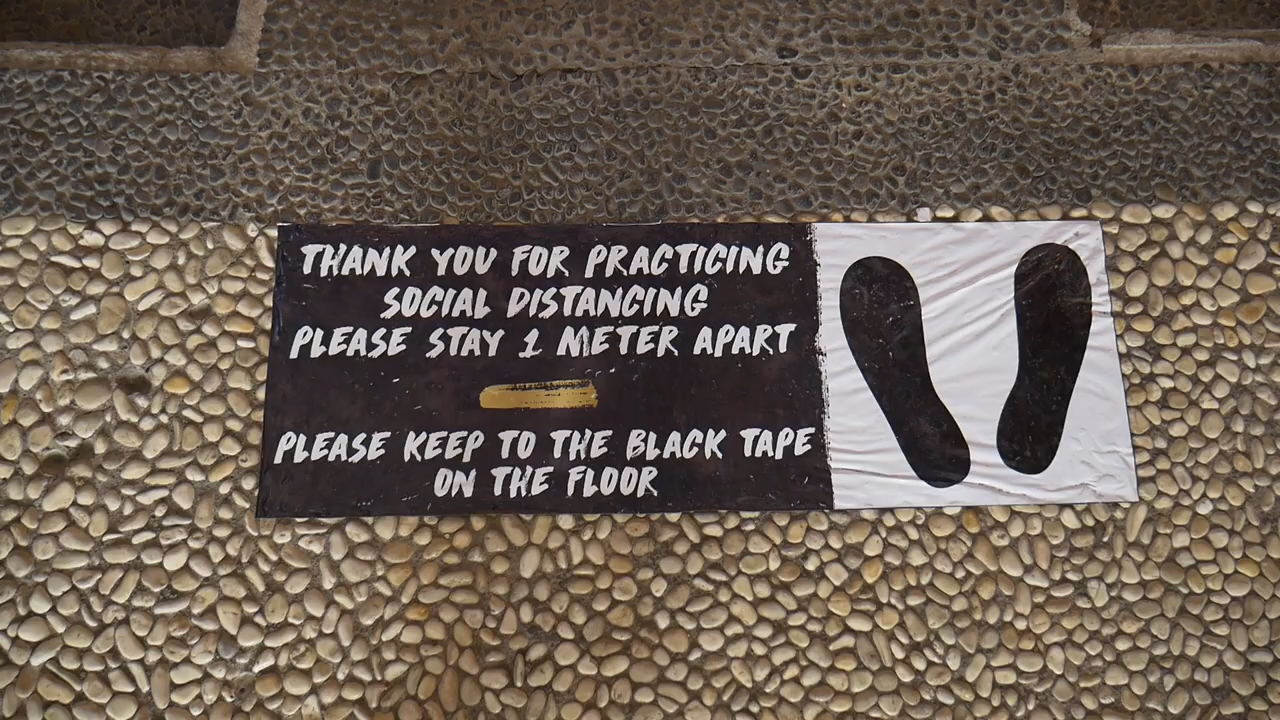 THANK YOU FOR PRACTICING
SOCIAL DISTANCING
PLEASE STAY 1 METER APART
PLEASE KEEP TO THE BLACK TAPE
ON THE FLOOR